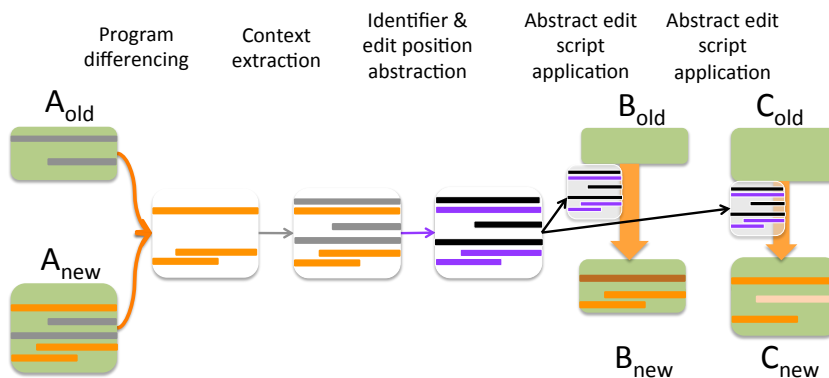 Program
differencing
Context
extraction
Identifier &
edit position
abstraction
Abstract edit
script
application
Abstract edit
script
application
Aold
Bold
Cold
Anew
Bnew
Cnew